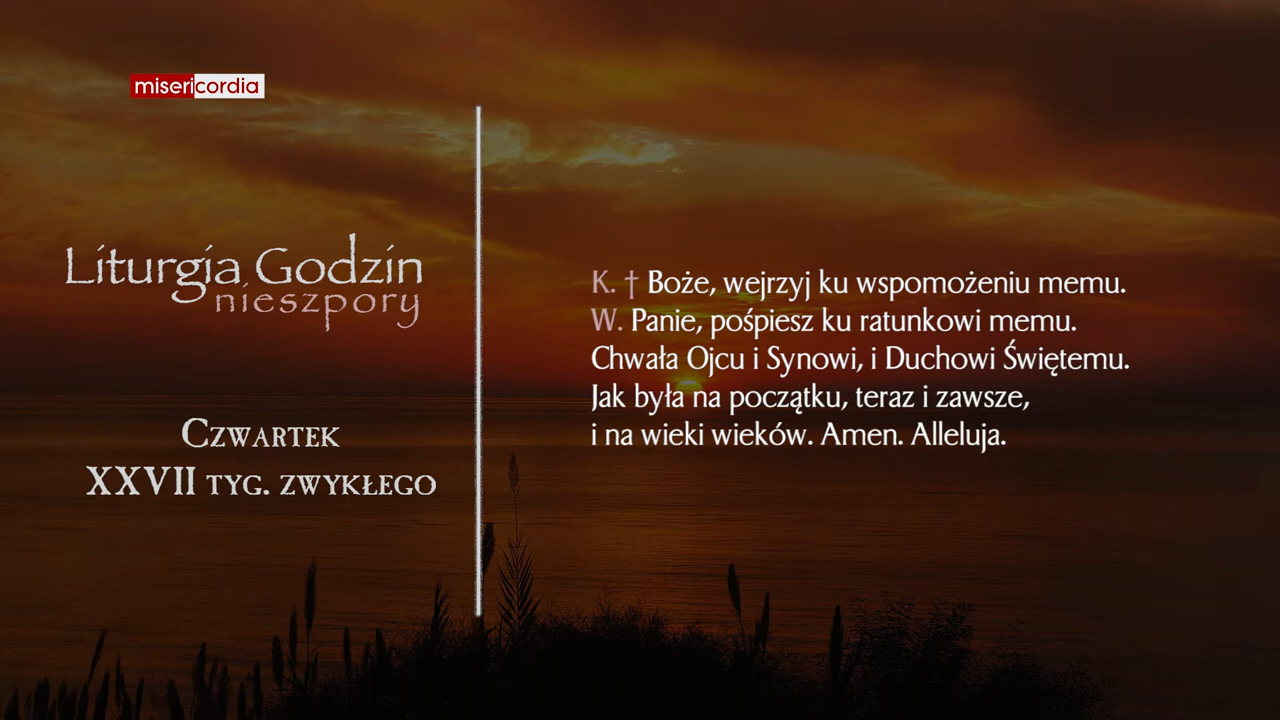 misericordia
Liturgia Godzin
nieszpory
Czwartek
XXVII tyg. zwykłego
K. † Boże, wejrzyj ku wspomożeniu memu.
W. Panie, pośpiesz ku ratunkowi memu.
Chwała Ojcu i Synowi, i Duchowi Świętemu.
Jak była na początku, teraz i zawsze,
i na wieki wieków. Amen. Alleluja.